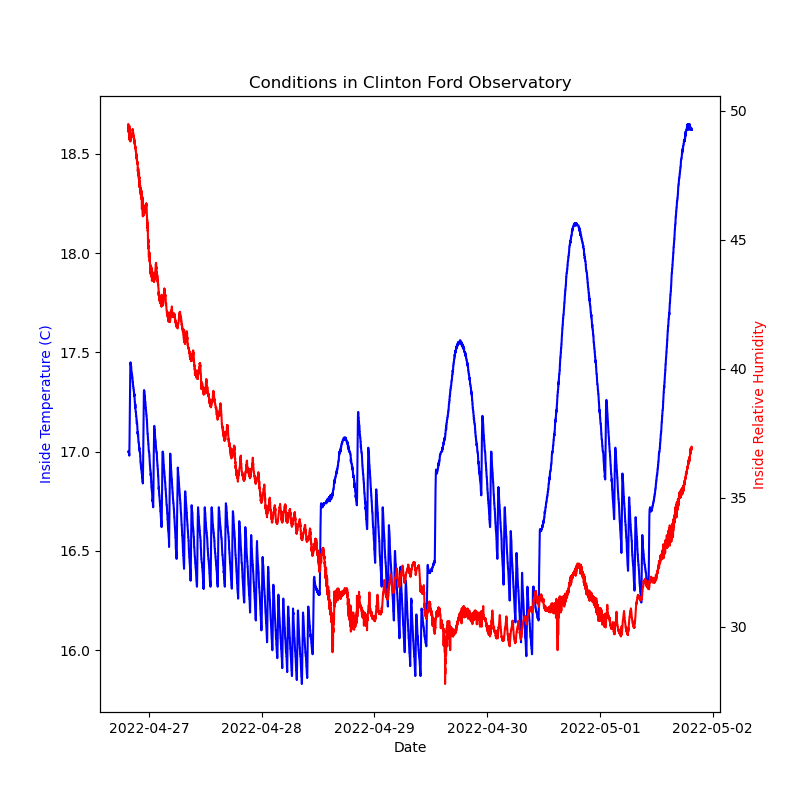 Conditions in Clinton Ford Observatory
18.5
18.0
17.5
17.0
16.5
16.0
Inside Temperature (C)
50
45
40
35
30
Inside Relative Humidity
2022-04-27 2022-04-28 2022-04-29 2022-04-30 2022-05-01 2022-05-02
Date